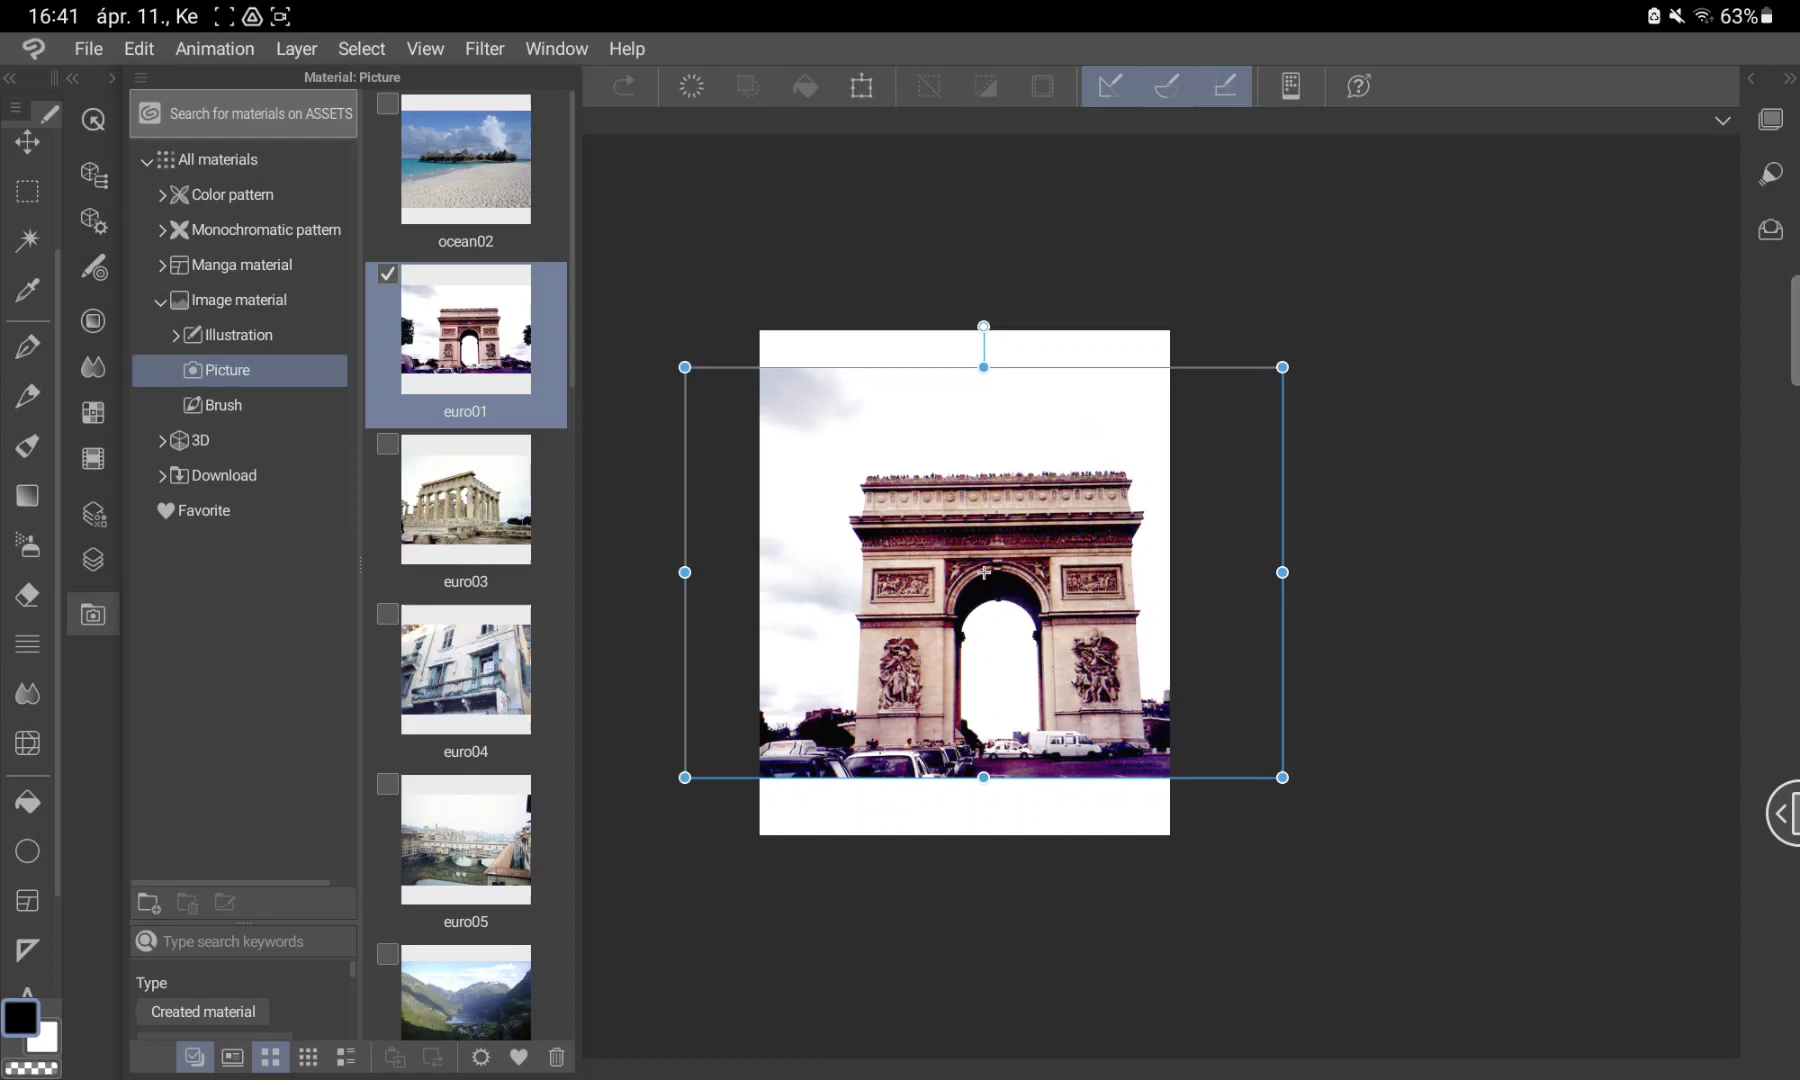 16:41 ápr. 11., Ke
63%
File Edit Animation Layer Select View Filter Window Help
Material: Picture
Search for materials on ASSETS
All materials
Color pattern
Monochromatic pattern
Manga material
Image material
Illustration
Picture
Brush
3D
Download
Favorite
Type search keywords
Type
Created material
ocean02
euro01
euro03
euro04
euro05